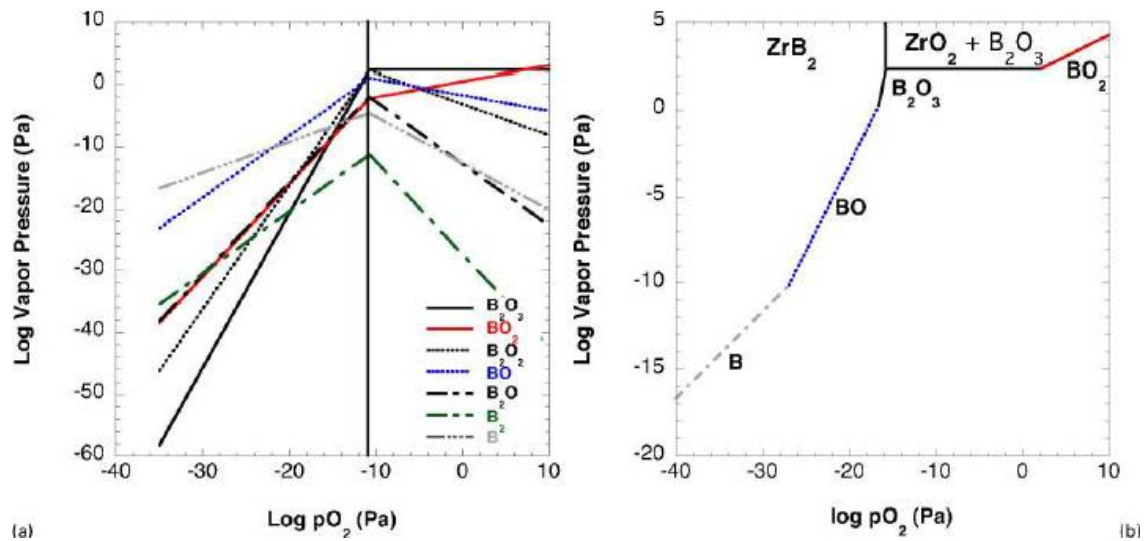 10
0
-10
-20
-30
-40
-50
-60
Log Vapor Pressure (Pa)
-40 -30 -20 -10 0 10
Log pO₂ (Pa)
B₂O₃
BO₂
B₂O₂
BO
B₂O
B₂
B
(a)
5
0
-5
-10
-15
-20
Log Vapor Pressure (Pa)
ZrB₂
ZrO₂ + B₂O₃
B₂O₃
BO₂
BO
B
-40 -30 -20 -10 0 10
log pO₂ (Pa)
(b)